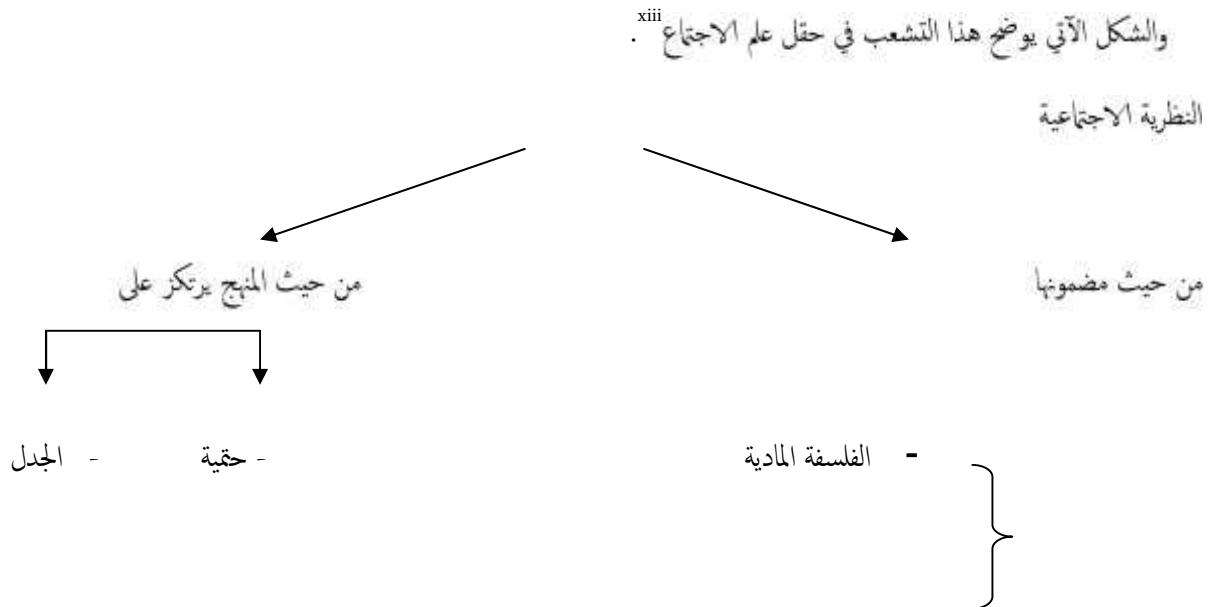 والشكل الآتي يوضح هذا التشعب في حقل علم الاجتماع xiii .
النظرية الاجتماعية
من حيث مضمونها
من حيث المنهج يرتكز على
- الفلسفة المادية
- حتمية
- الجدل